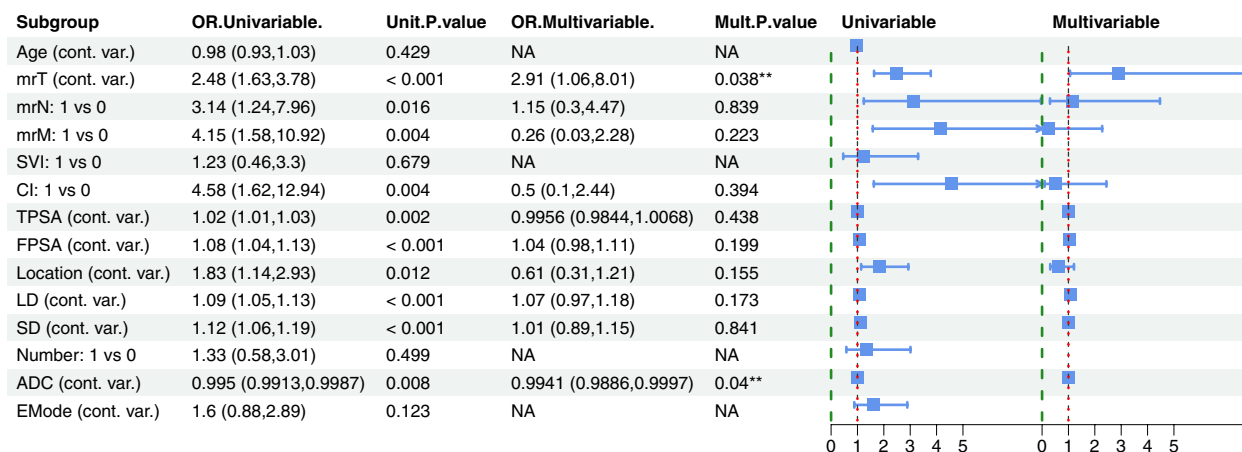 Subgroup OR.Univariable. Unit.P.value OR.Multivariable. Mult.P.value Univariable Multivariable
Age (cont. var.) 0.98 (0.93,1.03) 0.429 NA NA
mrT (cont. var.) 2.48 (1.63,3.78) < 0.001 2.91 (1.06,8.01) 0.038**
mrN: 1 vs 0 3.14 (1.24,7.96) 0.016 1.15 (0.3,4.47) 0.839
mrM: 1 vs 0 4.15 (1.58,10.92) 0.004 0.26 (0.03,2.28) 0.223
SVI: 1 vs 0 1.23 (0.46,3.3) 0.679 NA NA
CI: 1 vs 0 4.58 (1.62,12.94) 0.004 0.5 (0.1,2.44) 0.394
TPSA (cont. var.) 1.02 (1.01,1.03) 0.002 0.9956 (0.9844,1.0068) 0.438
FPSA (cont. var.) 1.08 (1.04,1.13) < 0.001 1.04 (0.98,1.11) 0.199
Location (cont. var.) 1.83 (1.14,2.93) 0.012 0.61 (0.31,1.21) 0.155
LD (cont. var.) 1.09 (1.05,1.13) < 0.001 1.07 (0.97,1.18) 0.173
SD (cont. var.) 1.12 (1.06,1.19) < 0.001 1.01 (0.89,1.15) 0.841
Number: 1 vs 0 1.33 (0.58,3.01) 0.499 NA NA
ADC (cont. var.) 0.995 (0.9913,0.9987) 0.008 0.9941 (0.9886,0.9997) 0.04**
EMode (cont. var.) 1.6 (0.88,2.89) 0.123 NA NA
0 1 2 3 4 5 0 1 2 3 4 5